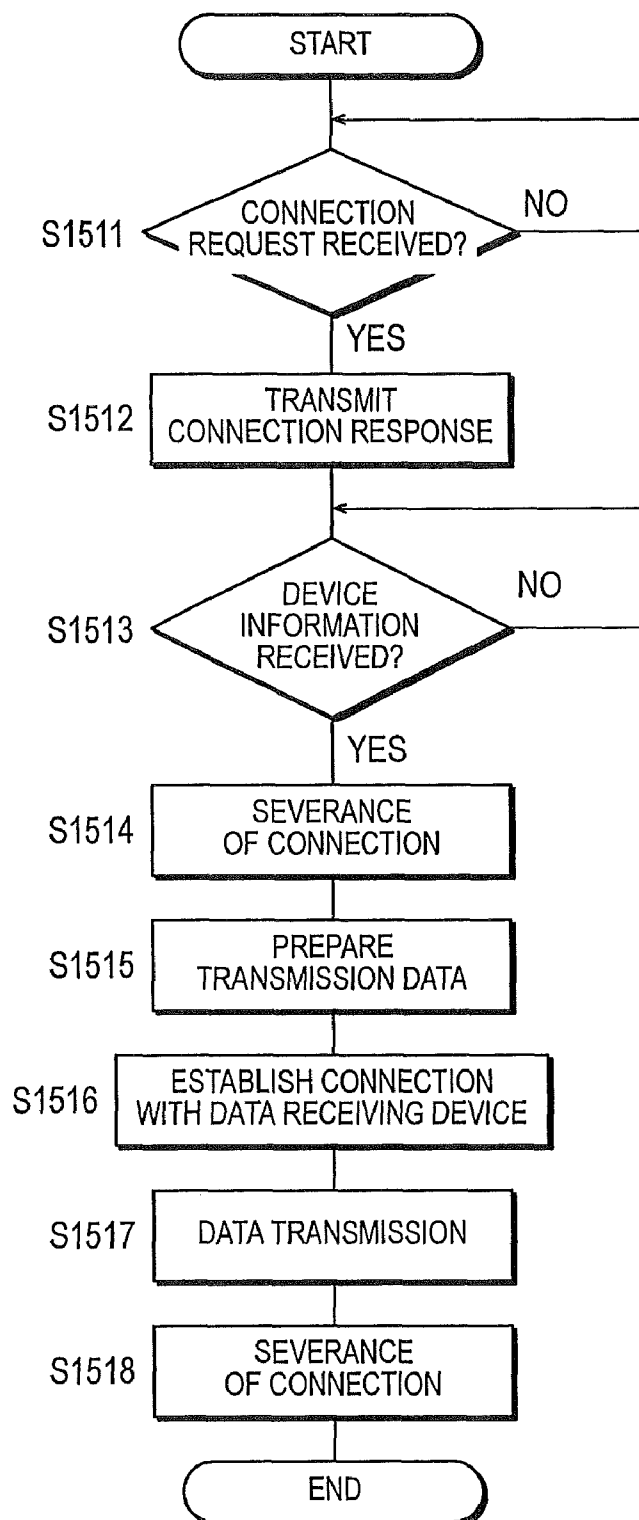 START
S1511
CONNECTION
REQUEST RECEIVED?
NO
YES
S1512
TRANSMIT
CONNECTION RESPONSE
S1513
DEVICE
INFORMATION
RECEIVED?
NO
YES
S1514
SEVERANCE
OF CONNECTION
S1515
PREPARE
TRANSMISSION DATA
S1516
ESTABLISH CONNECTION
WITH DATA RECEIVING DEVICE
S1517
DATA TRANSMISSION
S1518
SEVERANCE
OF CONNECTION
END